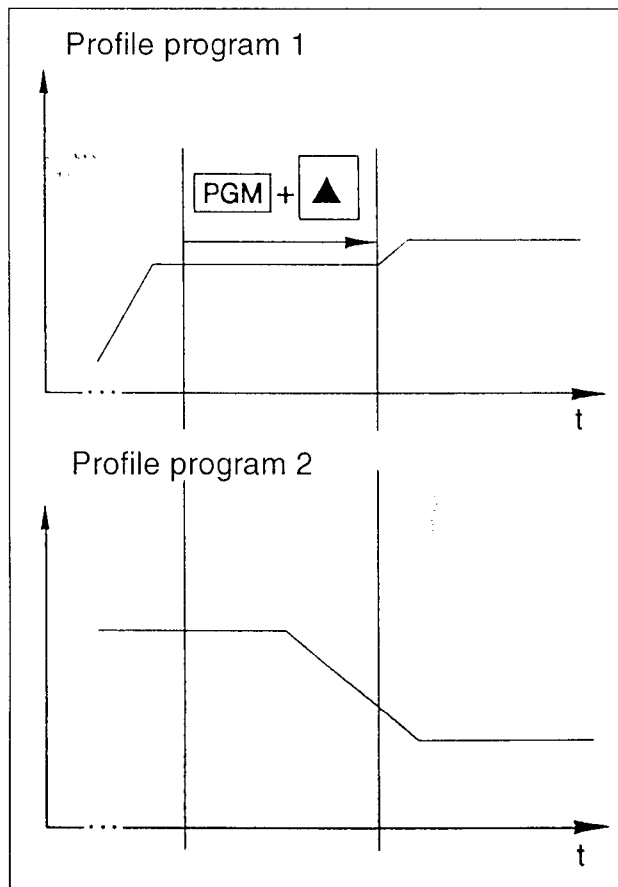 Profile program 1
PGM + ▲
...
t
Profile program 2
...
t